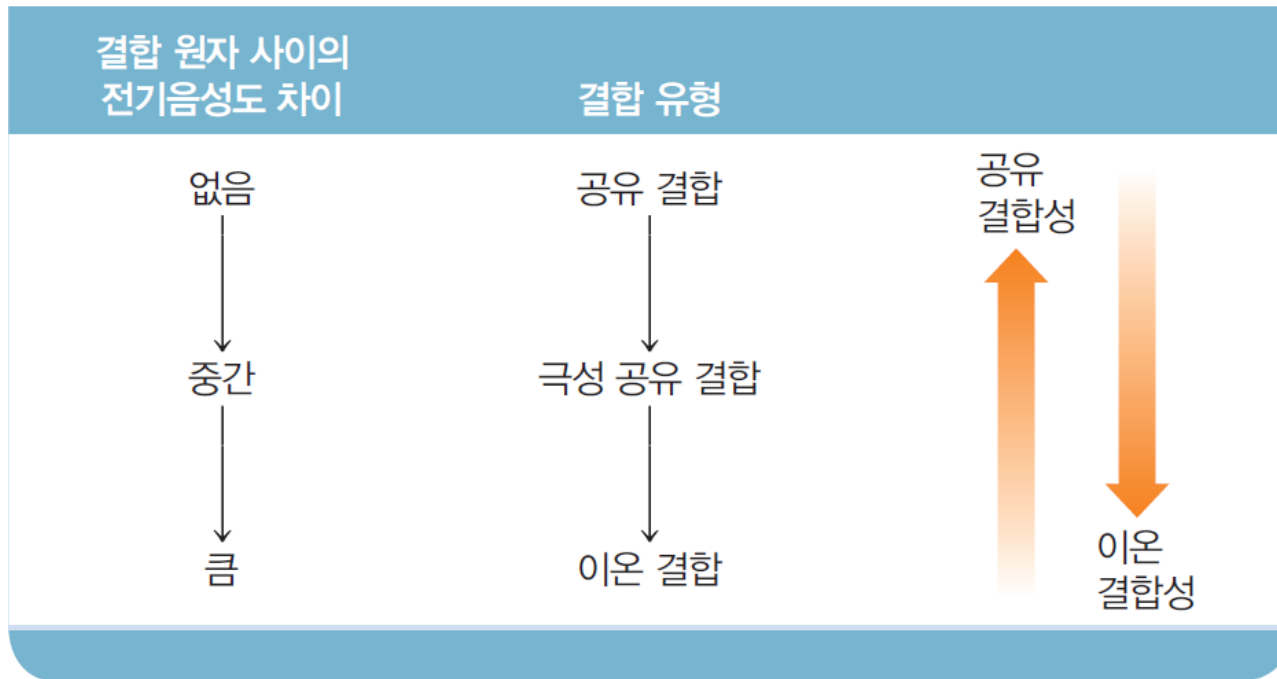 결합 원자 사이의
전기음성도 차이
결합 유형
없음
공유 결합
공유
결합성
중간
극성 공유 결합
큼
이온 결합
이온
결합성